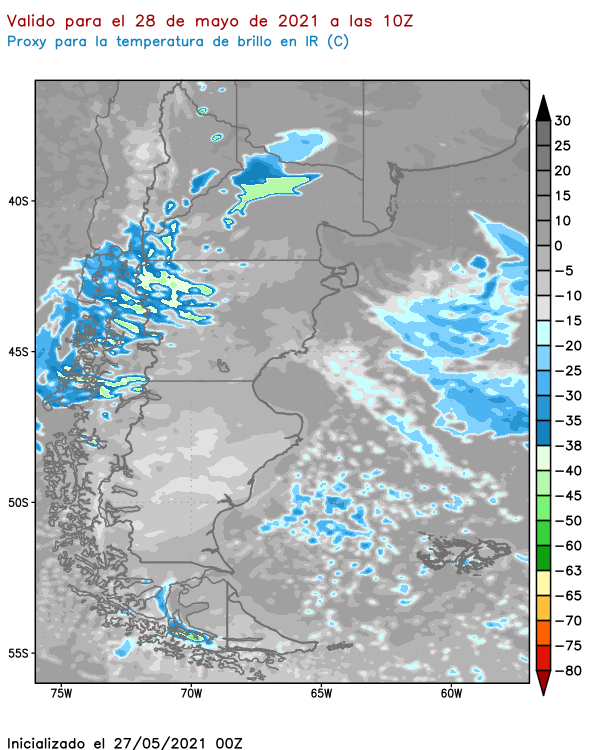 Valido para el 28 de mayo de 2021 a las 10Z
Proxy para la temperatura de brillo en IR (C)
30
25
20
15
10
0
−5
−10
−15
−20
−25
−30
−35
−38
−40
−45
−50
−60
−63
−65
−70
−75
−80
40S
45S
50S
55S
75W 70W 65W 60W
Inicializado el 27/05/2021 00Z